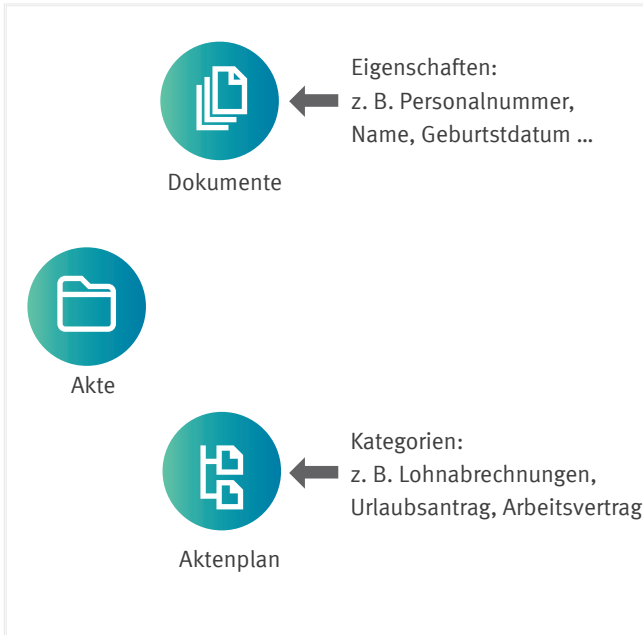 Eigenschaften:
z. B. Personalnummer,
Name, Geburtstdatum ...
Dokumente
Akte
Kategorien:
z. B. Lohnabrechnungen,
Urlaubsantrag, Arbeitsvertrag
Aktenplan